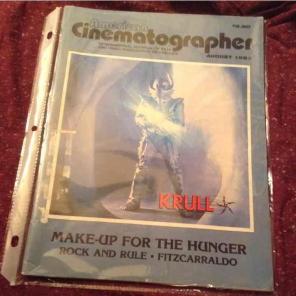 American
Cinematographer
AUGUST 1983
KRULL
MAKE-UP FOR THE HUNGER
ROCK AND RULE • FITZCARRALDO